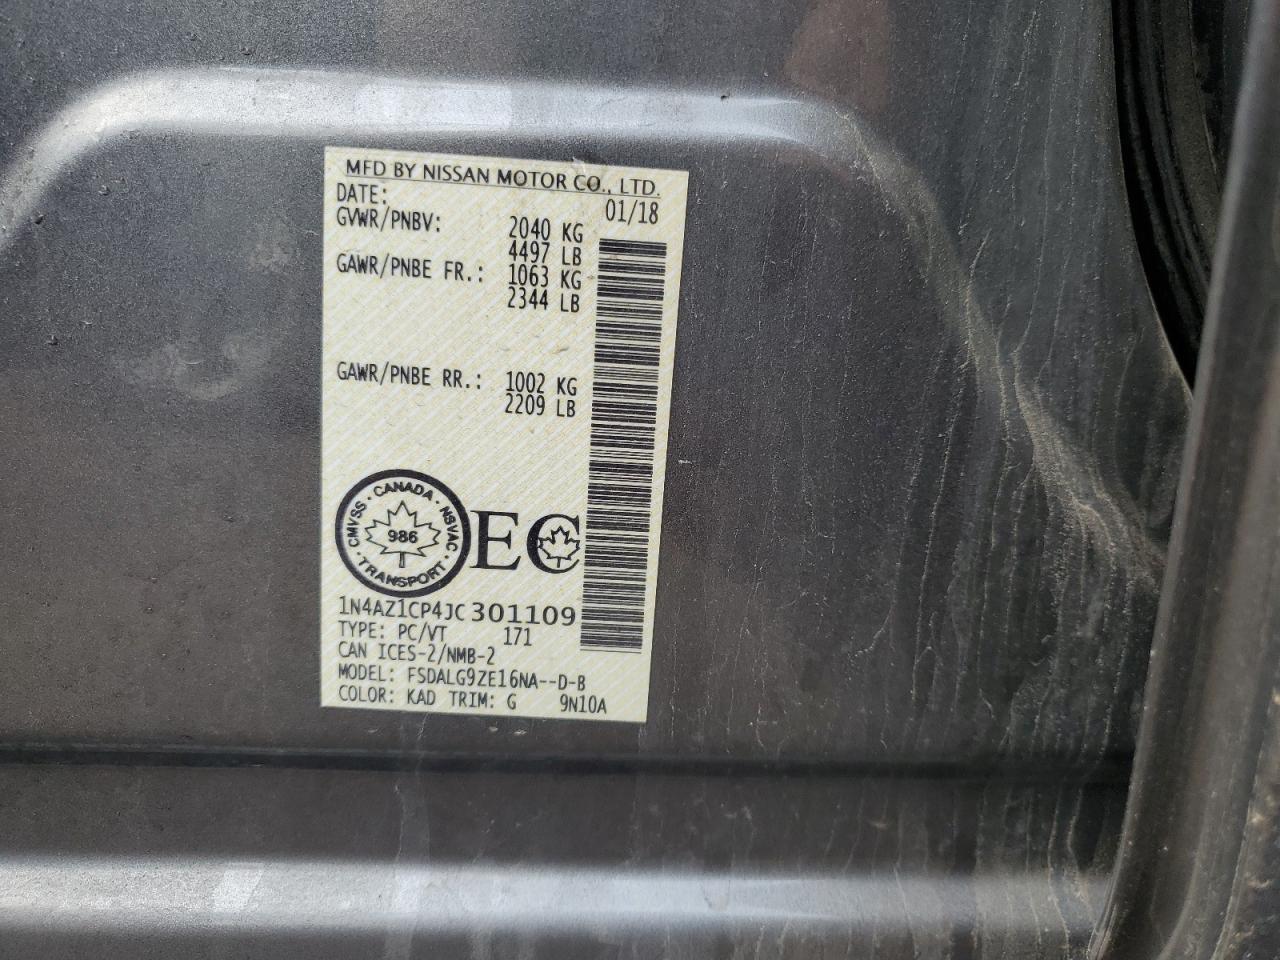 MFD BY NISSAN MOTOR CO., LTD.
DATE: 01/18
GVWR/PNBV: 2040 KG
4497 LB
GAWR/PNBE FR.: 1063 KG
2344 LB
GAWR/PNBE RR.: 1002 KG
2209 LB
CMVSS · CANADA · NSVAC · TRANSPORT ·
986
EC
1N4AZ1CP4JC301109
TYPE: PC/VT 171
CAN ICES-2/NMB-2
MODEL: FSDALG9ZE16NA--D-B
COLOR: KAD TRIM: G 9N10A